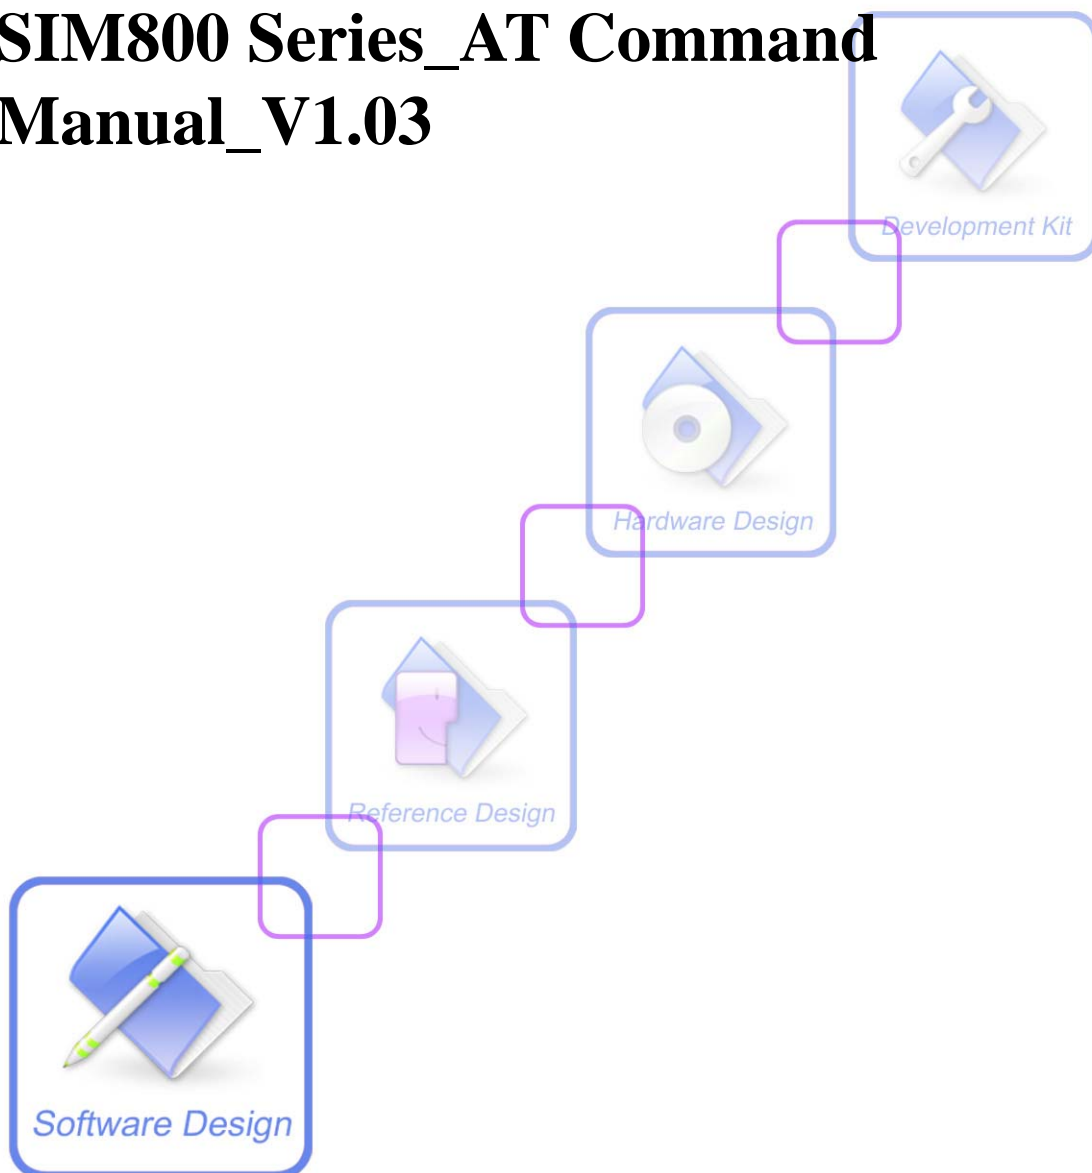 SIM800 Series_AT Command
Manual_V1.03
Development Kit
Hardware Design
Reference Design
Software Design